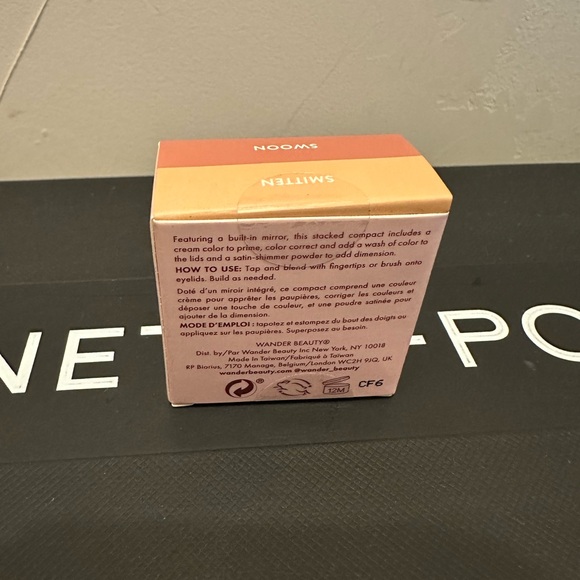 SWOON
SMITTEN
Featuring a built-in mirror, this stacked compact includes a
cream color to prime, color correct and add a wash of color to
the lids and a satin-shimmer powder to add dimension.
HOW TO USE: Tap and blend with fingertips or brush onto
eyelids. Build as needed.
Doté d'un miroir intégré, ce compact comprend une couleur
crème pour apprêter les paupières, corriger les couleurs et
déposer une touche de couleur, et une poudre satinée pour
ajouter de la dimension.
MODE D'EMPLOI : tapotez et estompez du bout des doigts ou
appliquez sur les paupières. Superposez au besoin.
WANDER BEAUTY®
Dist. by/Par Wander Beauty Inc New York, NY 10018
Made In Taiwan/Fabriqué à Taïwan
RP Biorius, 7170 Manage, Belgium/London WC2H 9JQ, UK
wanderbeauty.com @wander_beauty
12M
CF6
NET-A-PO